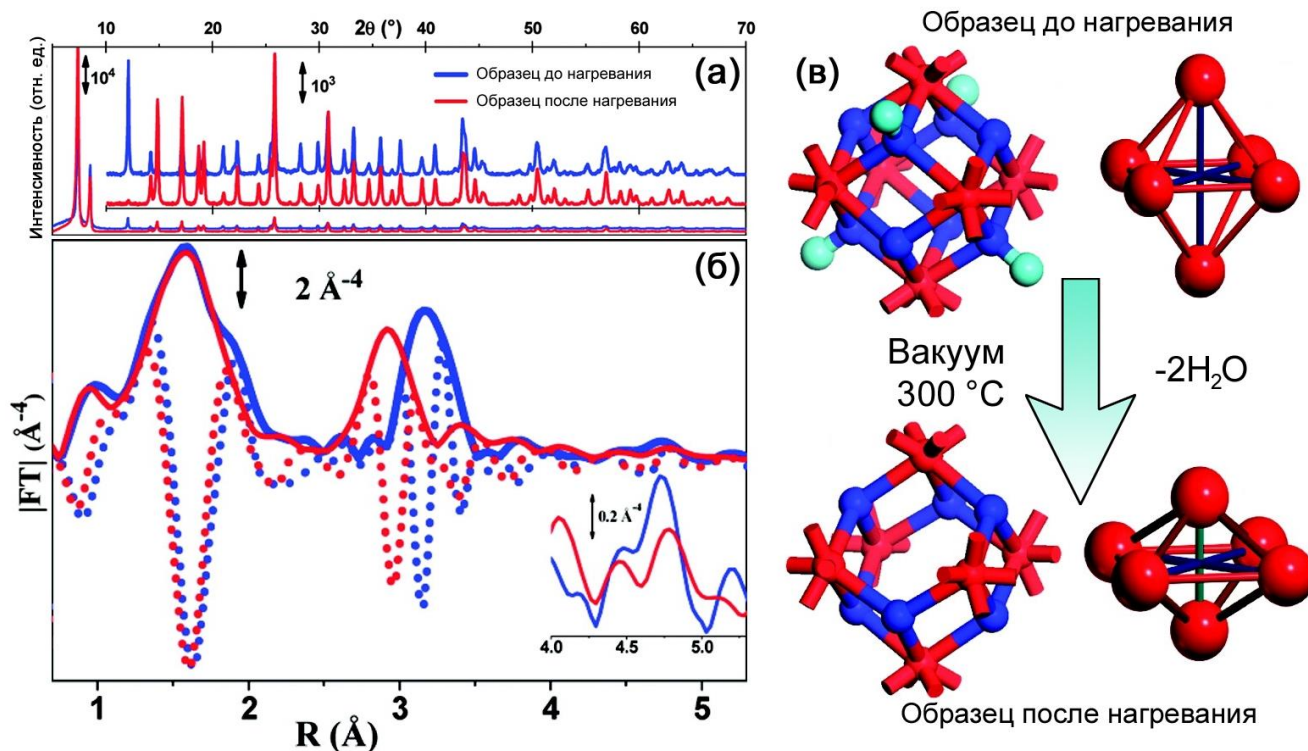 10 20 30 40 50 60 70
2θ (°)
Интенсивность (отн. ед.)
10⁴
10³
Образец до нагревания
Образец после нагревания
(а)
(б)
|FT| (Å⁻⁴)
2 Å⁻⁴
0.2 Å⁻⁴
4.0 4.5 5.0
1 2 3 4 5
R (Å)
Образец до нагревания
(в)
Вакуум
300 °C
-2H₂O
Образец после нагревания